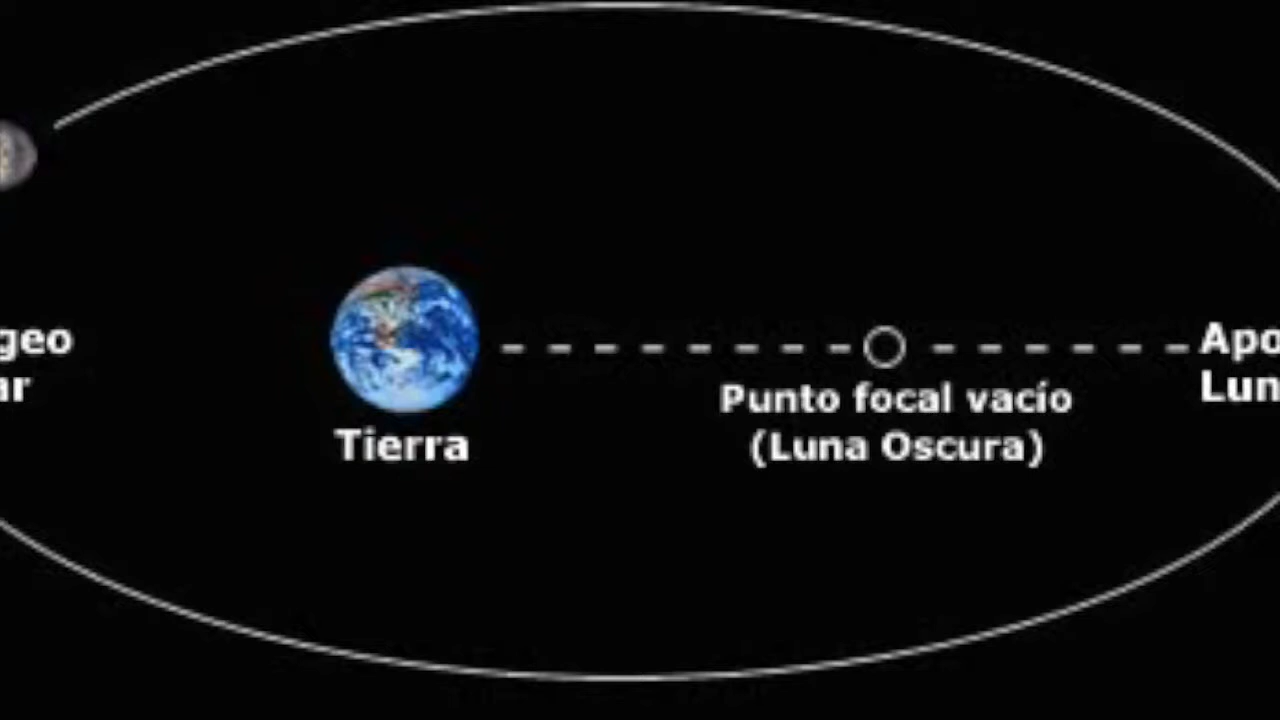 geo
ar
Tierra
Punto focal vacío
(Luna Oscura)
Apo
Lun